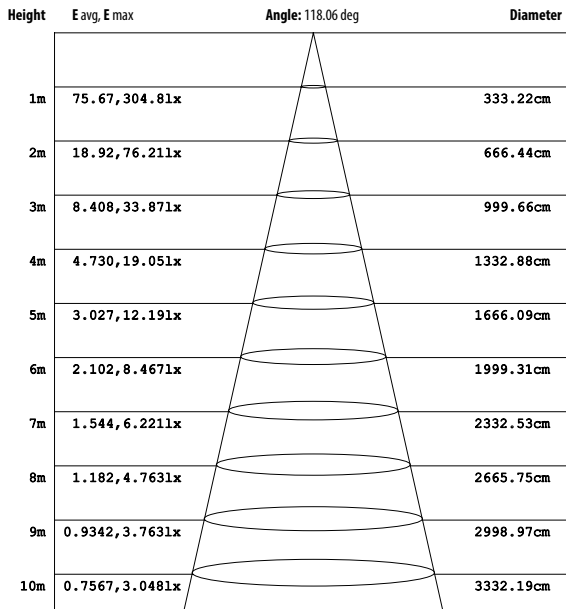 Height E avg, E max Angle: 118.06 deg Diameter
1m 75.67,304.8lx 333.22cm
2m 18.92,76.21lx 666.44cm
3m 8.408,33.87lx 999.66cm
4m 4.730,19.05lx 1332.88cm
5m 3.027,12.19lx 1666.09cm
6m 2.102,8.467lx 1999.31cm
7m 1.544,6.221lx 2332.53cm
8m 1.182,4.763lx 2665.75cm
9m 0.9342,3.763lx 2998.97cm
10m 0.7567,3.048lx 3332.19cm